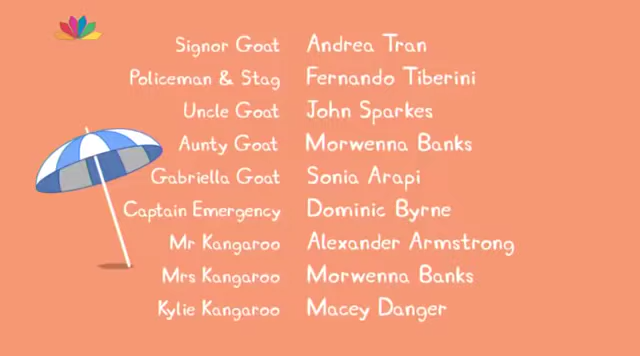 Signor Goat Andrea Tran
Policeman & Stag Fernando Tiberini
Uncle Goat John Sparkes
Aunty Goat Morwenna Banks
Gabriella Goat Sonia Arapi
Captain Emergency Dominic Byrne
Mr Kangaroo Alexander Armstrong
Mrs Kangaroo Morwenna Banks
Kylie Kangaroo Macey Danger